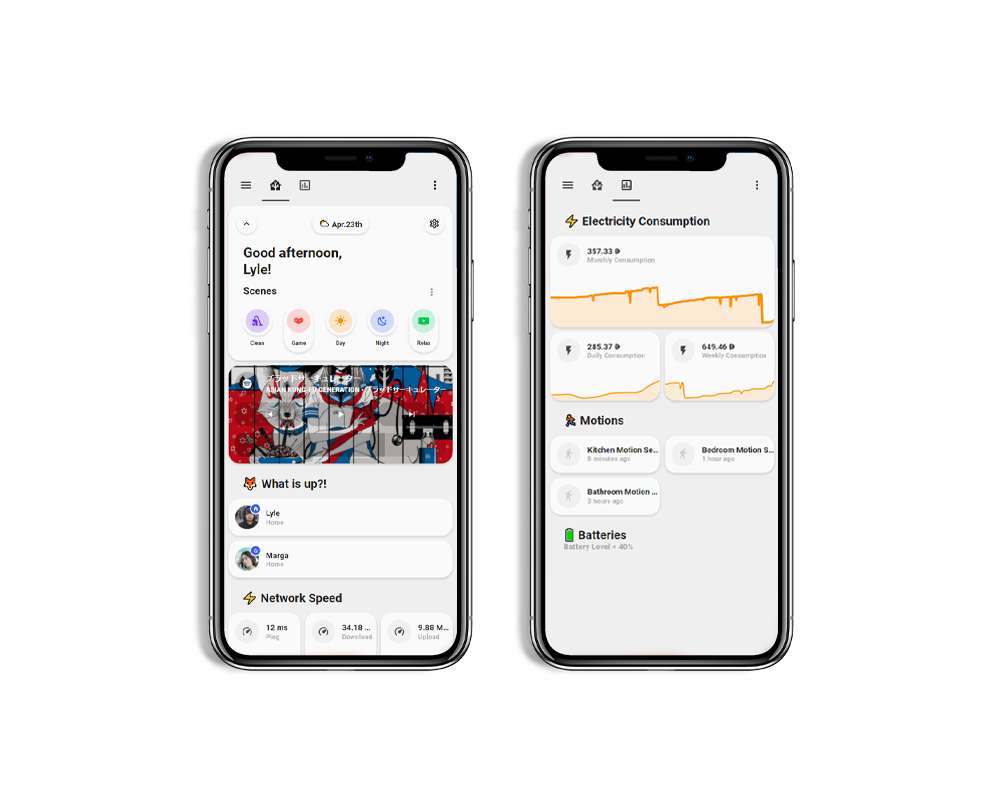 Apr.23th
Good afternoon,
Lyle!
Scenes
Clean
Game
Day
Night
Relax
ブラッドサーキュレーター
ASIAN KUNG-FU GENERATION • ブラッドサーキュレーター
What is up?!
Lyle
Home
Marga
Home
Network Speed
12 ms
Ping
34.18 ...
Download
9.88 M...
Upload
Electricity Consumption
357.33
Monthly Consumption
245.37
Daily Consumption
649.46
Weekly Consumption
Motions
Kitchen Motion Se...
8 minutes ago
Bedroom Motion S...
1 hour ago
Bathroom Motion ...
3 hours ago
Batteries
Battery Level < 40%